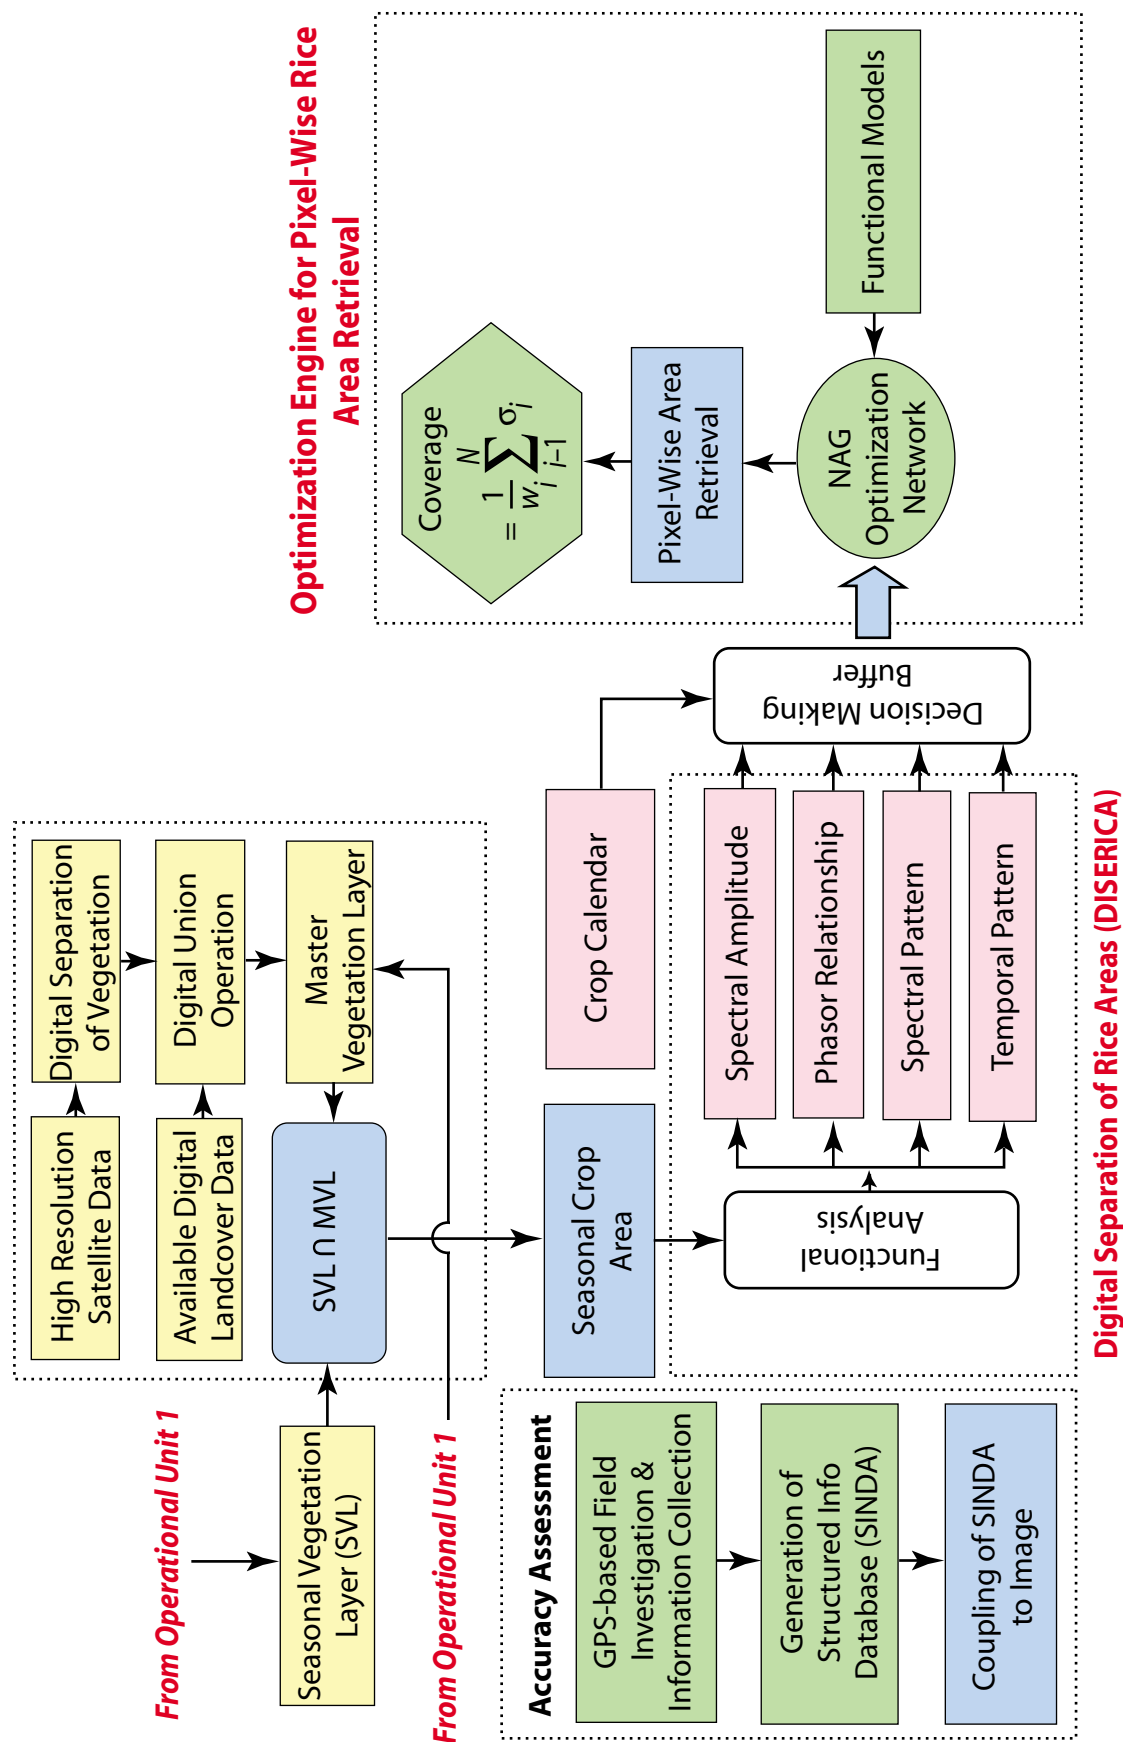 From Operational Unit 1
Seasonal Vegetation
Layer (SVL)
From Operational Unit 1
High Resolution
Satellite Data
Digital Separation
of Vegetation
Available Digital
Landcover Data
Digital Union
Operation
SVL ∩ MVL
Master
Vegetation Layer
Optimization Engine for Pixel-Wise Rice
Area Retrieval
Coverage
= 1/w_i ∑_{i–1}^{N} σ_i
Pixel-Wise Area
Retrieval
NAG
Optimization
Network
Functional Models
Accuracy Assessment
GPS-based Field
Investigation &
Information Collection
Generation of
Structured Info
Database (SINDA)
Coupling of SINDA
to Image
Seasonal Crop
Area
Crop Calendar
Functional
Analysis
Spectral Amplitude
Phasor Relationship
Spectral Pattern
Temporal Pattern
Decision Making
Buffer
Digital Separation of Rice Areas (DISERICA)